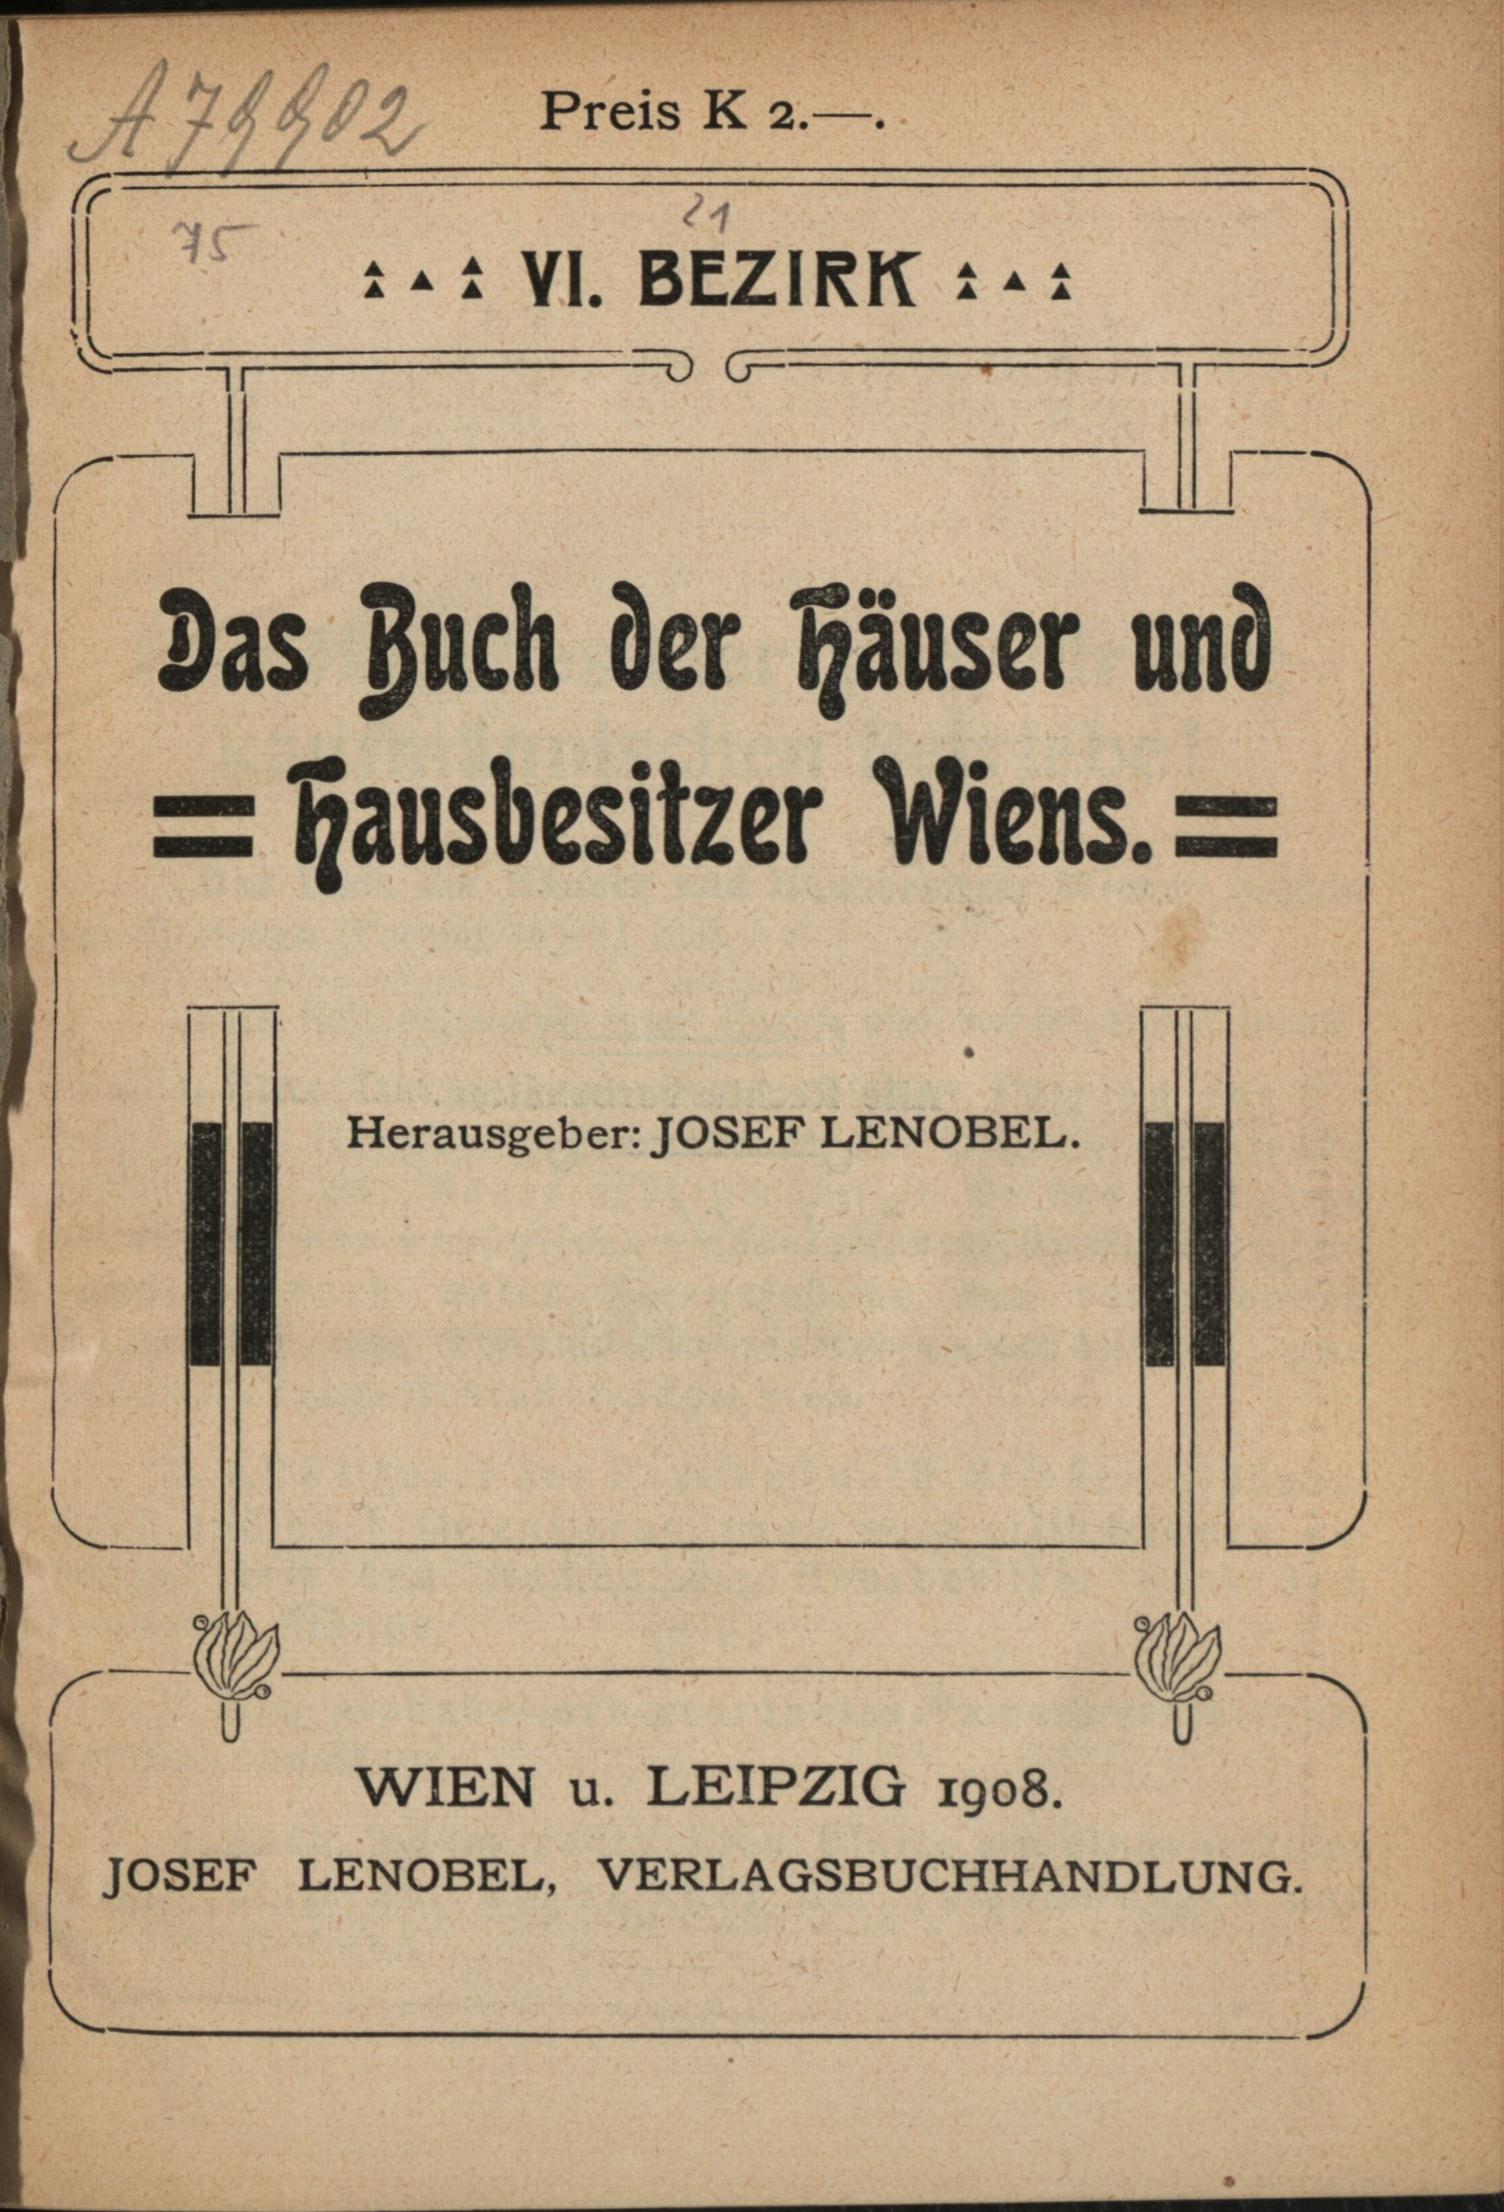 A 79902
Preis K 2.—.
75
21
VI. BEZIRK
Das Buch der Häuser und
Hausbesitzer Wiens.
Herausgeber: JOSEF LENOBEL.
WIEN u. LEIPZIG 1908.
JOSEF LENOBEL, VERLAGSBUCHHANDLUNG.